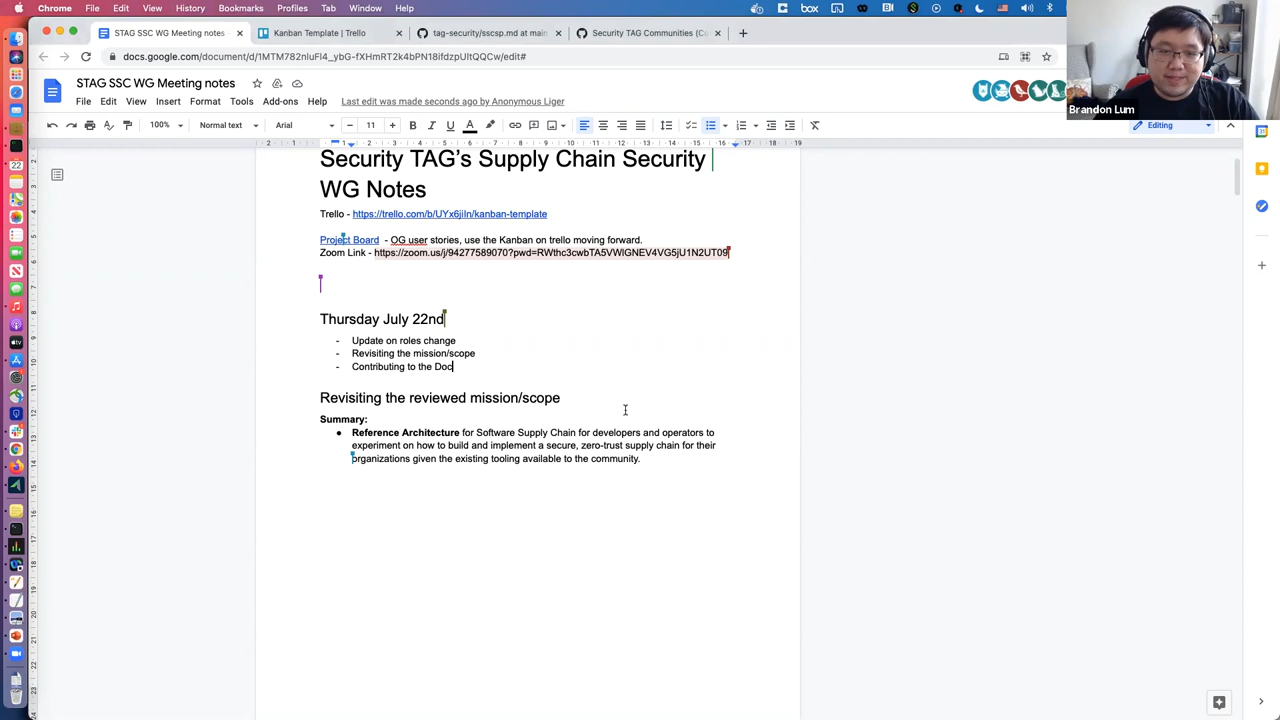 Chrome File Edit View History Bookmarks Profiles Tab Window Help
STAG SSC WG Meeting notes
Kanban Template | Trello
tag-security/sscsp.md at main
Security TAG Communities (Co
docs.google.com/document/d/1MTM782nluFl4_ybG-fXHmRT2k4bPN18ifdzpUltQQCw/edit#
STAG SSC WG Meeting notes
File Edit View Insert Format Tools Add-ons Help Last edit was made seconds ago by Anonymous Liger
100% Normal text Arial 11 Editing
Brandon Lum
Security TAG's Supply Chain Security
WG Notes
Trello - https://trello.com/b/UYx6jiln/kanban-template
Project Board - OG user stories, use the Kanban on trello moving forward.
Zoom Link - https://zoom.us/j/94277589070?pwd=RWthc3cwbTA5VWlGNEV4VG5jU1N2UT09
Thursday July 22nd
- Update on roles change
- Revisiting the mission/scope
- Contributing to the Doc
Revisiting the reviewed mission/scope
Summary:
● Reference Architecture for Software Supply Chain for developers and operators to
experiment on how to build and implement a secure, zero-trust supply chain for their
organizations given the existing tooling available to the community.